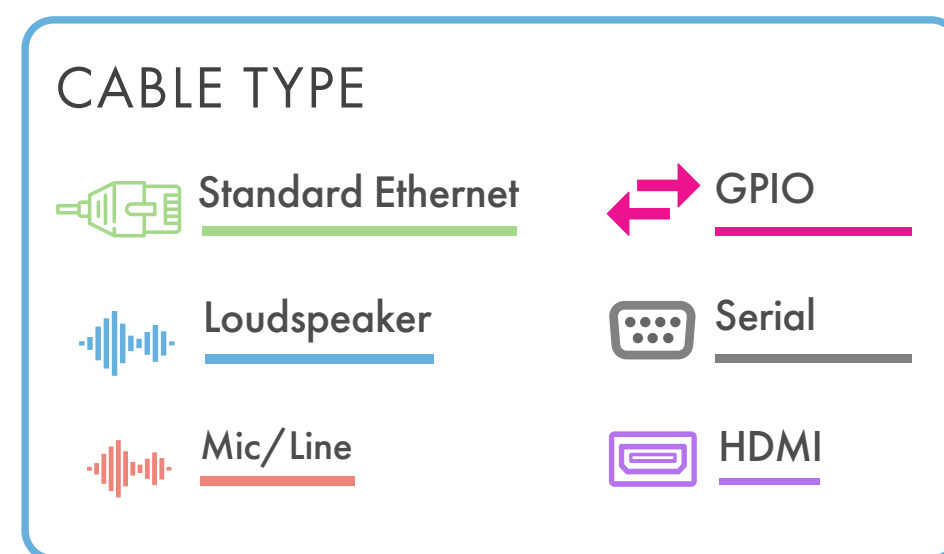 CABLE TYPE
Standard Ethernet
GPIO
Loudspeaker
Serial
Mic/Line
HDMI